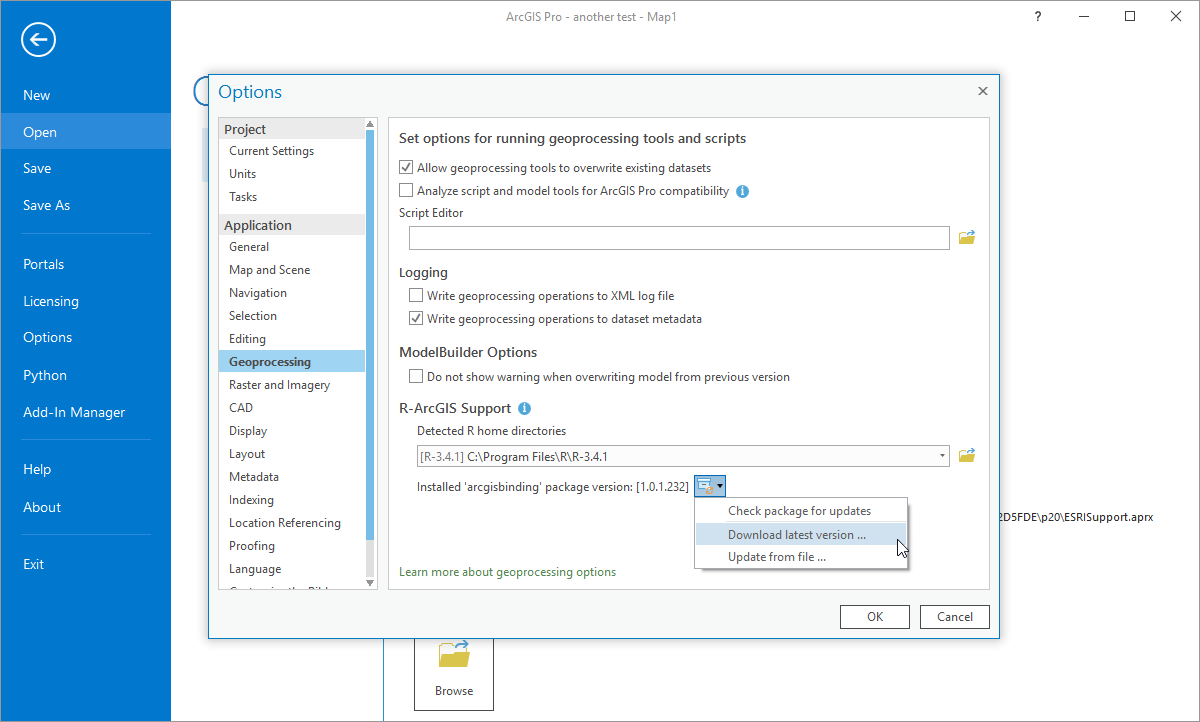 ArcGIS Pro - another test - Map1
?
New
Open
Save
Save As
Portals
Licensing
Options
Python
Add-In Manager
Help
About
Exit
Options
Project
Current Settings
Units
Tasks
Application
General
Map and Scene
Navigation
Selection
Editing
Geoprocessing
Raster and Imagery
CAD
Display
Layout
Metadata
Indexing
Location Referencing
Proofing
Language
Set options for running geoprocessing tools and scripts
Allow geoprocessing tools to overwrite existing datasets
Analyze script and model tools for ArcGIS Pro compatibility
Script Editor
Logging
Write geoprocessing operations to XML log file
Write geoprocessing operations to dataset metadata
ModelBuilder Options
Do not show warning when overwriting model from previous version
R-ArcGIS Support
Detected R home directories
[R-3.4.1] C:\Program Files\R\R-3.4.1
Installed 'arcgisbinding' package version: [1.0.1.232]
Check package for updates
Download latest version ...
Update from file ...
Learn more about geoprocessing options
OK
Cancel
2D5FDE\p20\ESRISupport.aprx
Browse